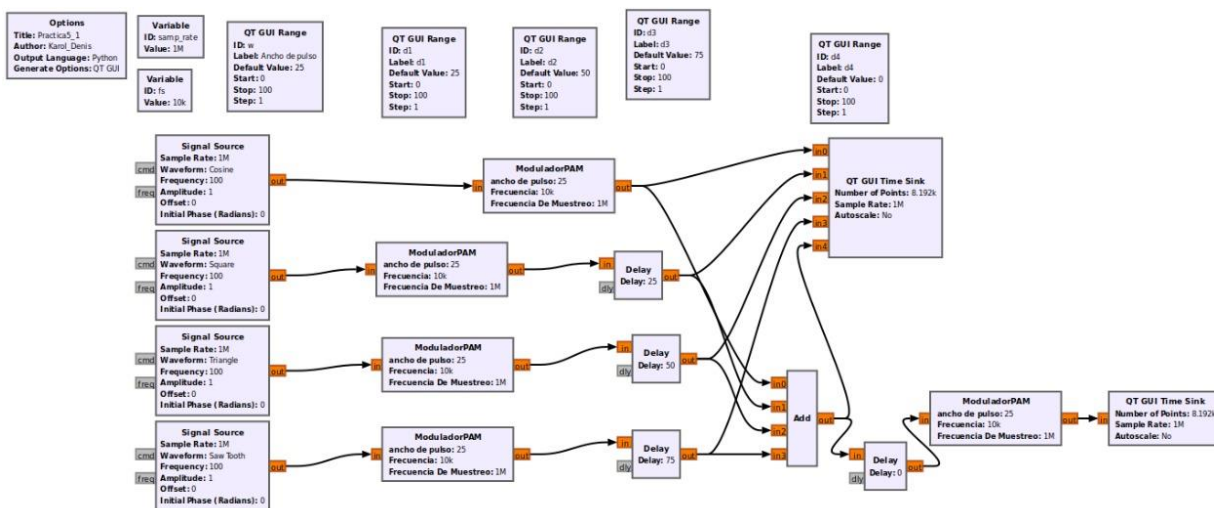 Options
Title: Practica5_1
Author: Karol_Denis
Output Language: Python
Generate Options: QT GUI
Variable
ID: samp_rate
Value: 1M
Variable
ID: fs
Value: 10k
QT GUI Range
ID: w
Label: Ancho de pulso
Default Value: 25
Start: 0
Stop: 100
Step: 1
QT GUI Range
ID: d1
Label: d1
Default Value: 25
Start: 0
Stop: 100
Step: 1
QT GUI Range
ID: d2
Label: d2
Default Value: 50
Start: 0
Stop: 100
Step: 1
QT GUI Range
ID: d3
Label: d3
Default Value: 75
Start: 0
Stop: 100
Step: 1
QT GUI Range
ID: d4
Label: d4
Default Value: 0
Start: 0
Stop: 100
Step: 1
Signal Source
Sample Rate: 1M
Waveform: Cosine
Frequency: 100
Amplitude: 1
Offset: 0
Initial Phase (Radians): 0
cmd
freq
out
in
ModuladorPAM
ancho de pulso: 25
Frecuencia: 10k
Frecuencia De Muestreo: 1M
out
in0
in1
in2
in3
in4
QT GUI Time Sink
Number of Points: 8.192k
Sample Rate: 1M
Autoscale: No
Signal Source
Sample Rate: 1M
Waveform: Square
Frequency: 100
Amplitude: 1
Offset: 0
Initial Phase (Radians): 0
cmd
freq
out
in
ModuladorPAM
ancho de pulso: 25
Frecuencia: 10k
Frecuencia De Muestreo: 1M
out
in
dly
Delay
Delay: 25
out
Signal Source
Sample Rate: 1M
Waveform: Triangle
Frequency: 100
Amplitude: 1
Offset: 0
Initial Phase (Radians): 0
cmd
freq
out
in
ModuladorPAM
ancho de pulso: 25
Frecuencia: 10k
Frecuencia De Muestreo: 1M
out
in
dly
Delay
Delay: 50
out
Signal Source
Sample Rate: 1M
Waveform: Saw Tooth
Frequency: 100
Amplitude: 1
Offset: 0
Initial Phase (Radians): 0
cmd
freq
out
in
ModuladorPAM
ancho de pulso: 25
Frecuencia: 10k
Frecuencia De Muestreo: 1M
out
in
dly
Delay
Delay: 75
out
in0
in1
in2
in3
Add
out
in
dly
Delay
Delay: 0
out
in
ModuladorPAM
ancho de pulso: 25
Frecuencia: 10k
Frecuencia De Muestreo: 1M
out
in
QT GUI Time Sink
Number of Points: 8.192k
Sample Rate: 1M
Autoscale: No